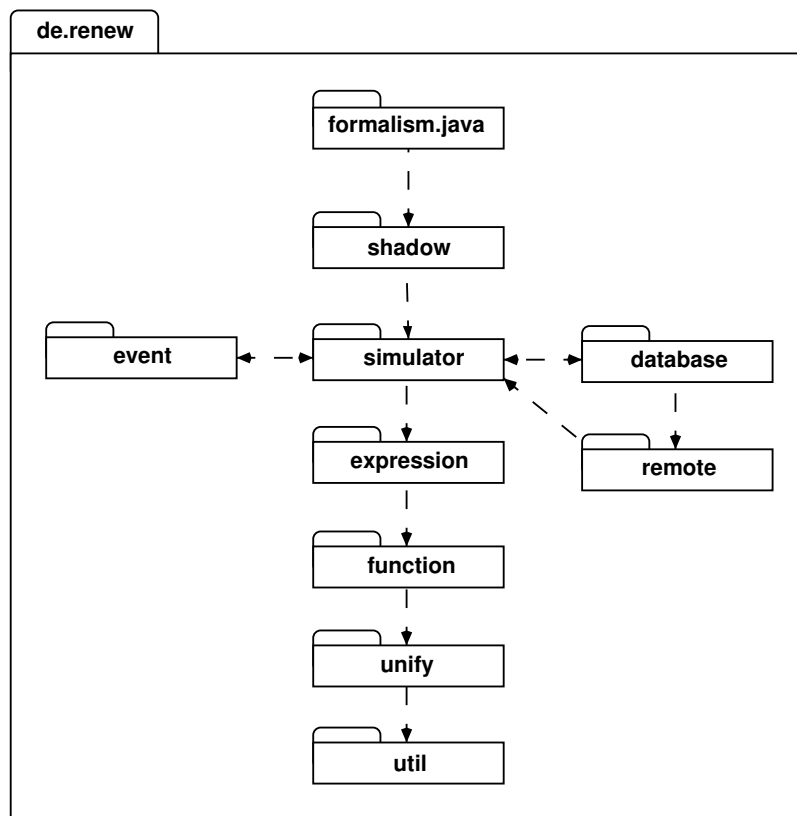 de.renew
formalism.java
shadow
event
simulator
database
expression
remote
function
unify
util